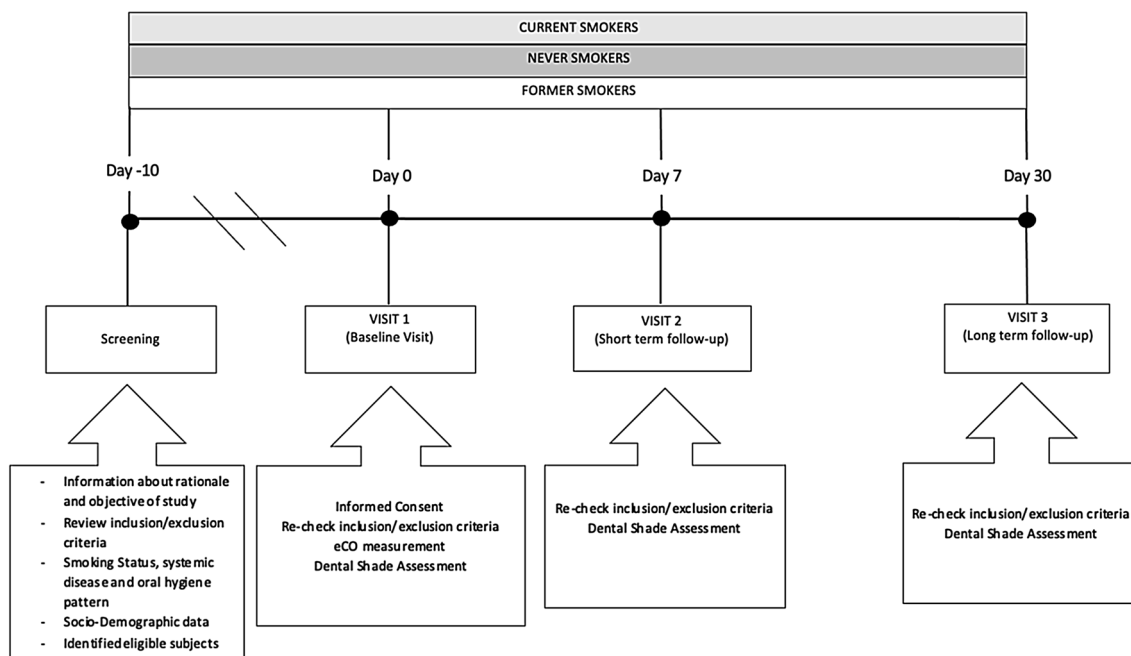 CURRENT SMOKERS
NEVER SMOKERS
FORMER SMOKERS
Day -10
Day 0
Day 7
Day 30
Screening
VISIT 1
(Baseline Visit)
VISIT 2
(Short term follow-up)
VISIT 3
(Long term follow-up)
- Information about rationale
and objective of study
- Review inclusion/exclusion
criteria
- Smoking Status, systemic
disease and oral hygiene
pattern
- Socio-Demographic data
- Identified eligible subjects
Informed Consent
Re-check inclusion/exclusion criteria
eCO measurement
Dental Shade Assessment
Re-check inclusion/exclusion criteria
Dental Shade Assessment
Re-check inclusion/exclusion criteria
Dental Shade Assessment